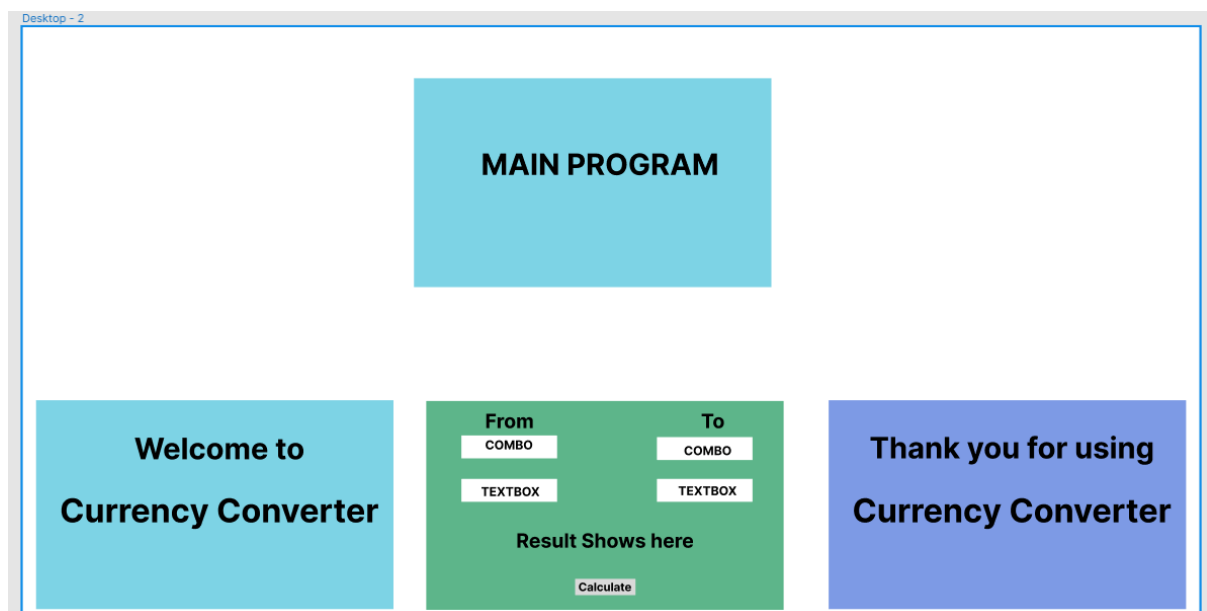 Desktop - 2
MAIN PROGRAM
Welcome to
Currency Converter
From
To
COMBO
COMBO
TEXTBOX
TEXTBOX
Result Shows here
Calculate
Thank you for using
Currency Converter